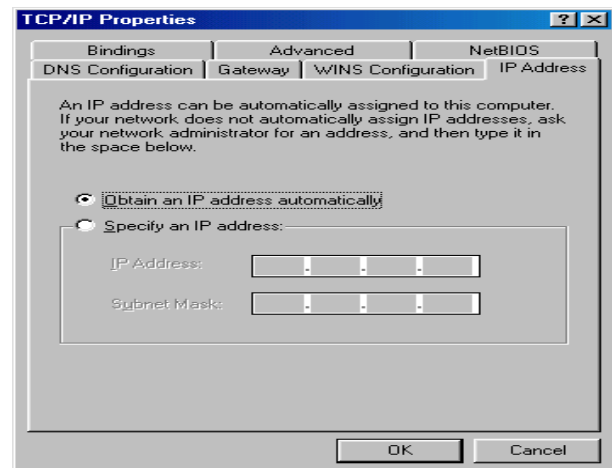 TCP/IP Properties
? X
Bindings Advanced NetBIOS
DNS Configuration Gateway WINS Configuration IP Address
An IP address can be automatically assigned to this computer.
If your network does not automatically assign IP addresses, ask
your network administrator for an address, and then type it in
the space below.
Obtain an IP address automatically
Specify an IP address:
IP Address:
. . .
Subnet Mask:
. . .
OK Cancel